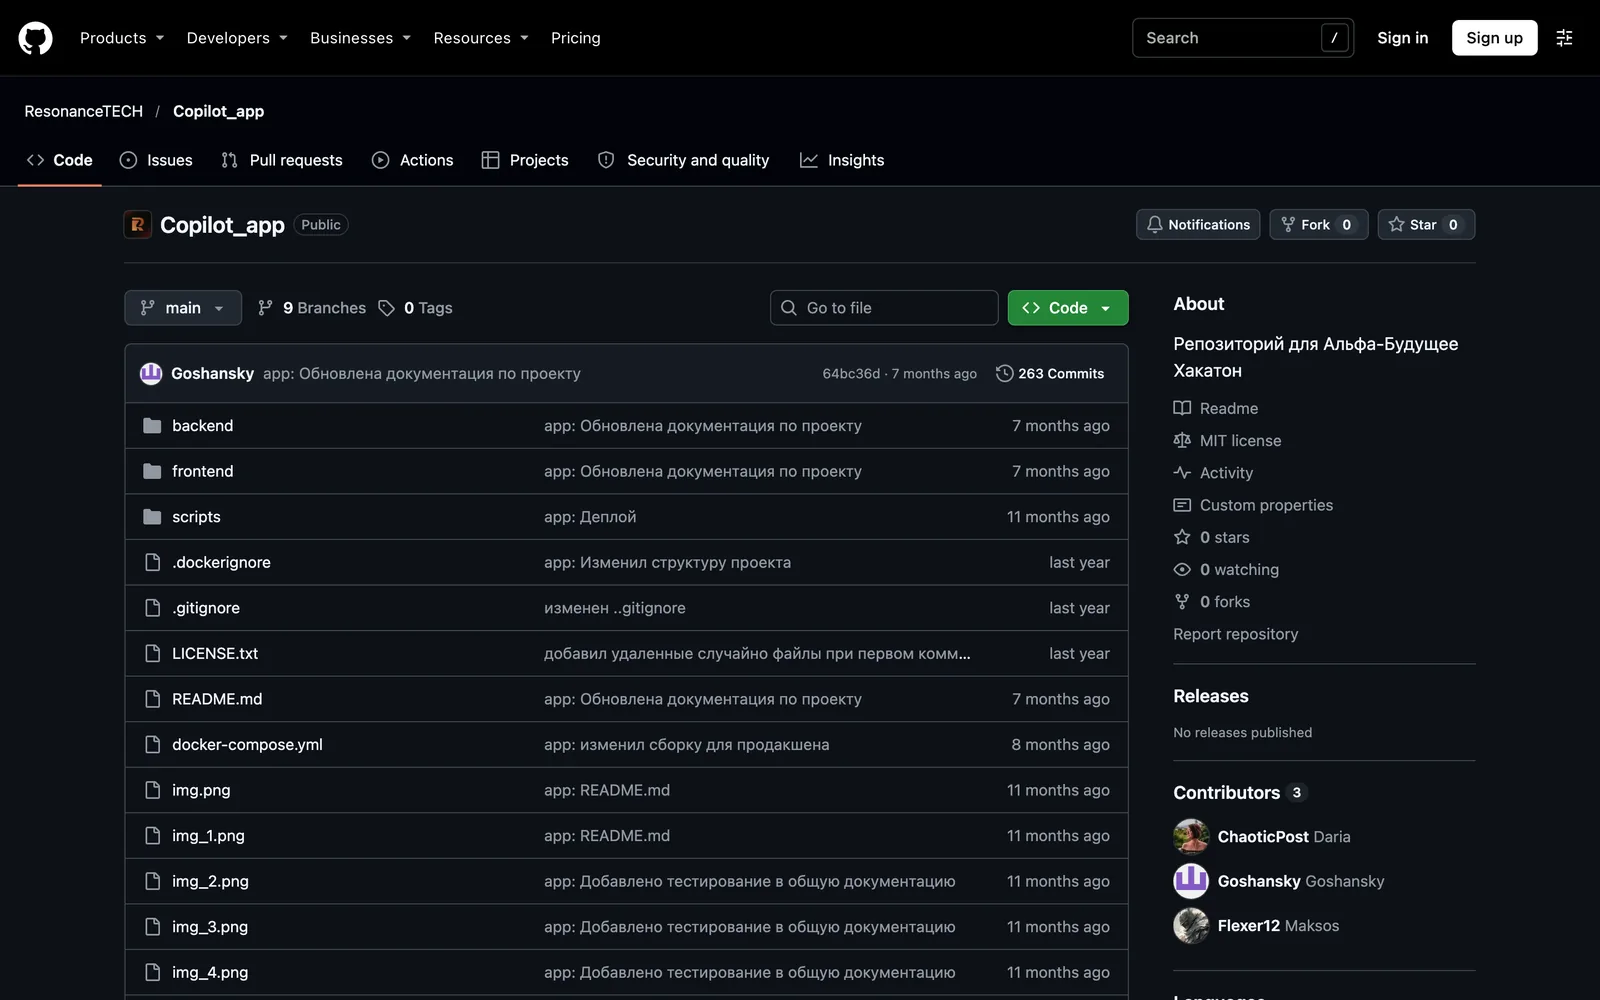 Products Developers Businesses Resources Pricing Search / Sign in Sign up
ResonanceTECH / Copilot_app
Code Issues Pull requests Actions Projects Security and quality Insights
Copilot_app Public Notifications Fork 0 Star 0
main 9 Branches 0 Tags Go to file Code
Goshansky app: Обновлена документация по проекту 64bc36d · 7 months ago 263 Commits
backend app: Обновлена документация по проекту 7 months ago
frontend app: Обновлена документация по проекту 7 months ago
scripts app: Деплой 11 months ago
.dockerignore app: Изменил структуру проекта last year
.gitignore изменен ..gitignore last year
LICENSE.txt добавил удаленные случайно файлы при первом комм... last year
README.md app: Обновлена документация по проекту 7 months ago
docker-compose.yml app: изменил сборку для продакшена 8 months ago
img.png app: README.md 11 months ago
img_1.png app: README.md 11 months ago
img_2.png app: Добавлено тестирование в общую документацию 11 months ago
img_3.png app: Добавлено тестирование в общую документацию 11 months ago
img_4.png app: Добавлено тестирование в общую документацию 11 months ago
About
Репозиторий для Альфа-Будущее
Хакатон
Readme
MIT license
Activity
Custom properties
0 stars
0 watching
0 forks
Report repository
Releases
No releases published
Contributors 3
ChaoticPost Daria
Goshansky Goshansky
Flexer12 Maksos